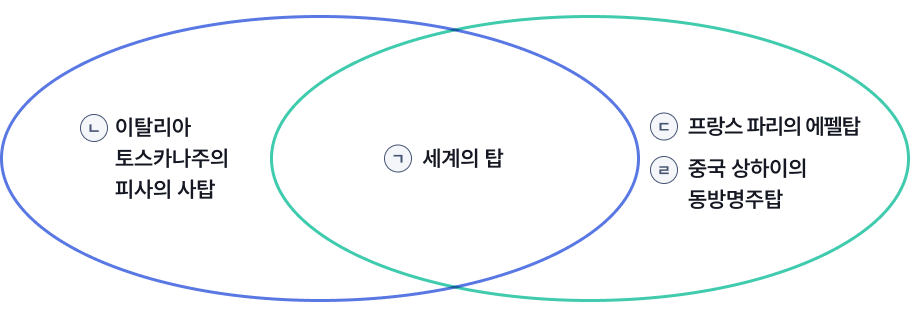 ㄴ 이탈리아
토스카나주의
피사의 사탑
ㄱ 세계의 탑
ㄷ 프랑스 파리의 에펠탑
ㄹ 중국 상하이의
동방명주탑